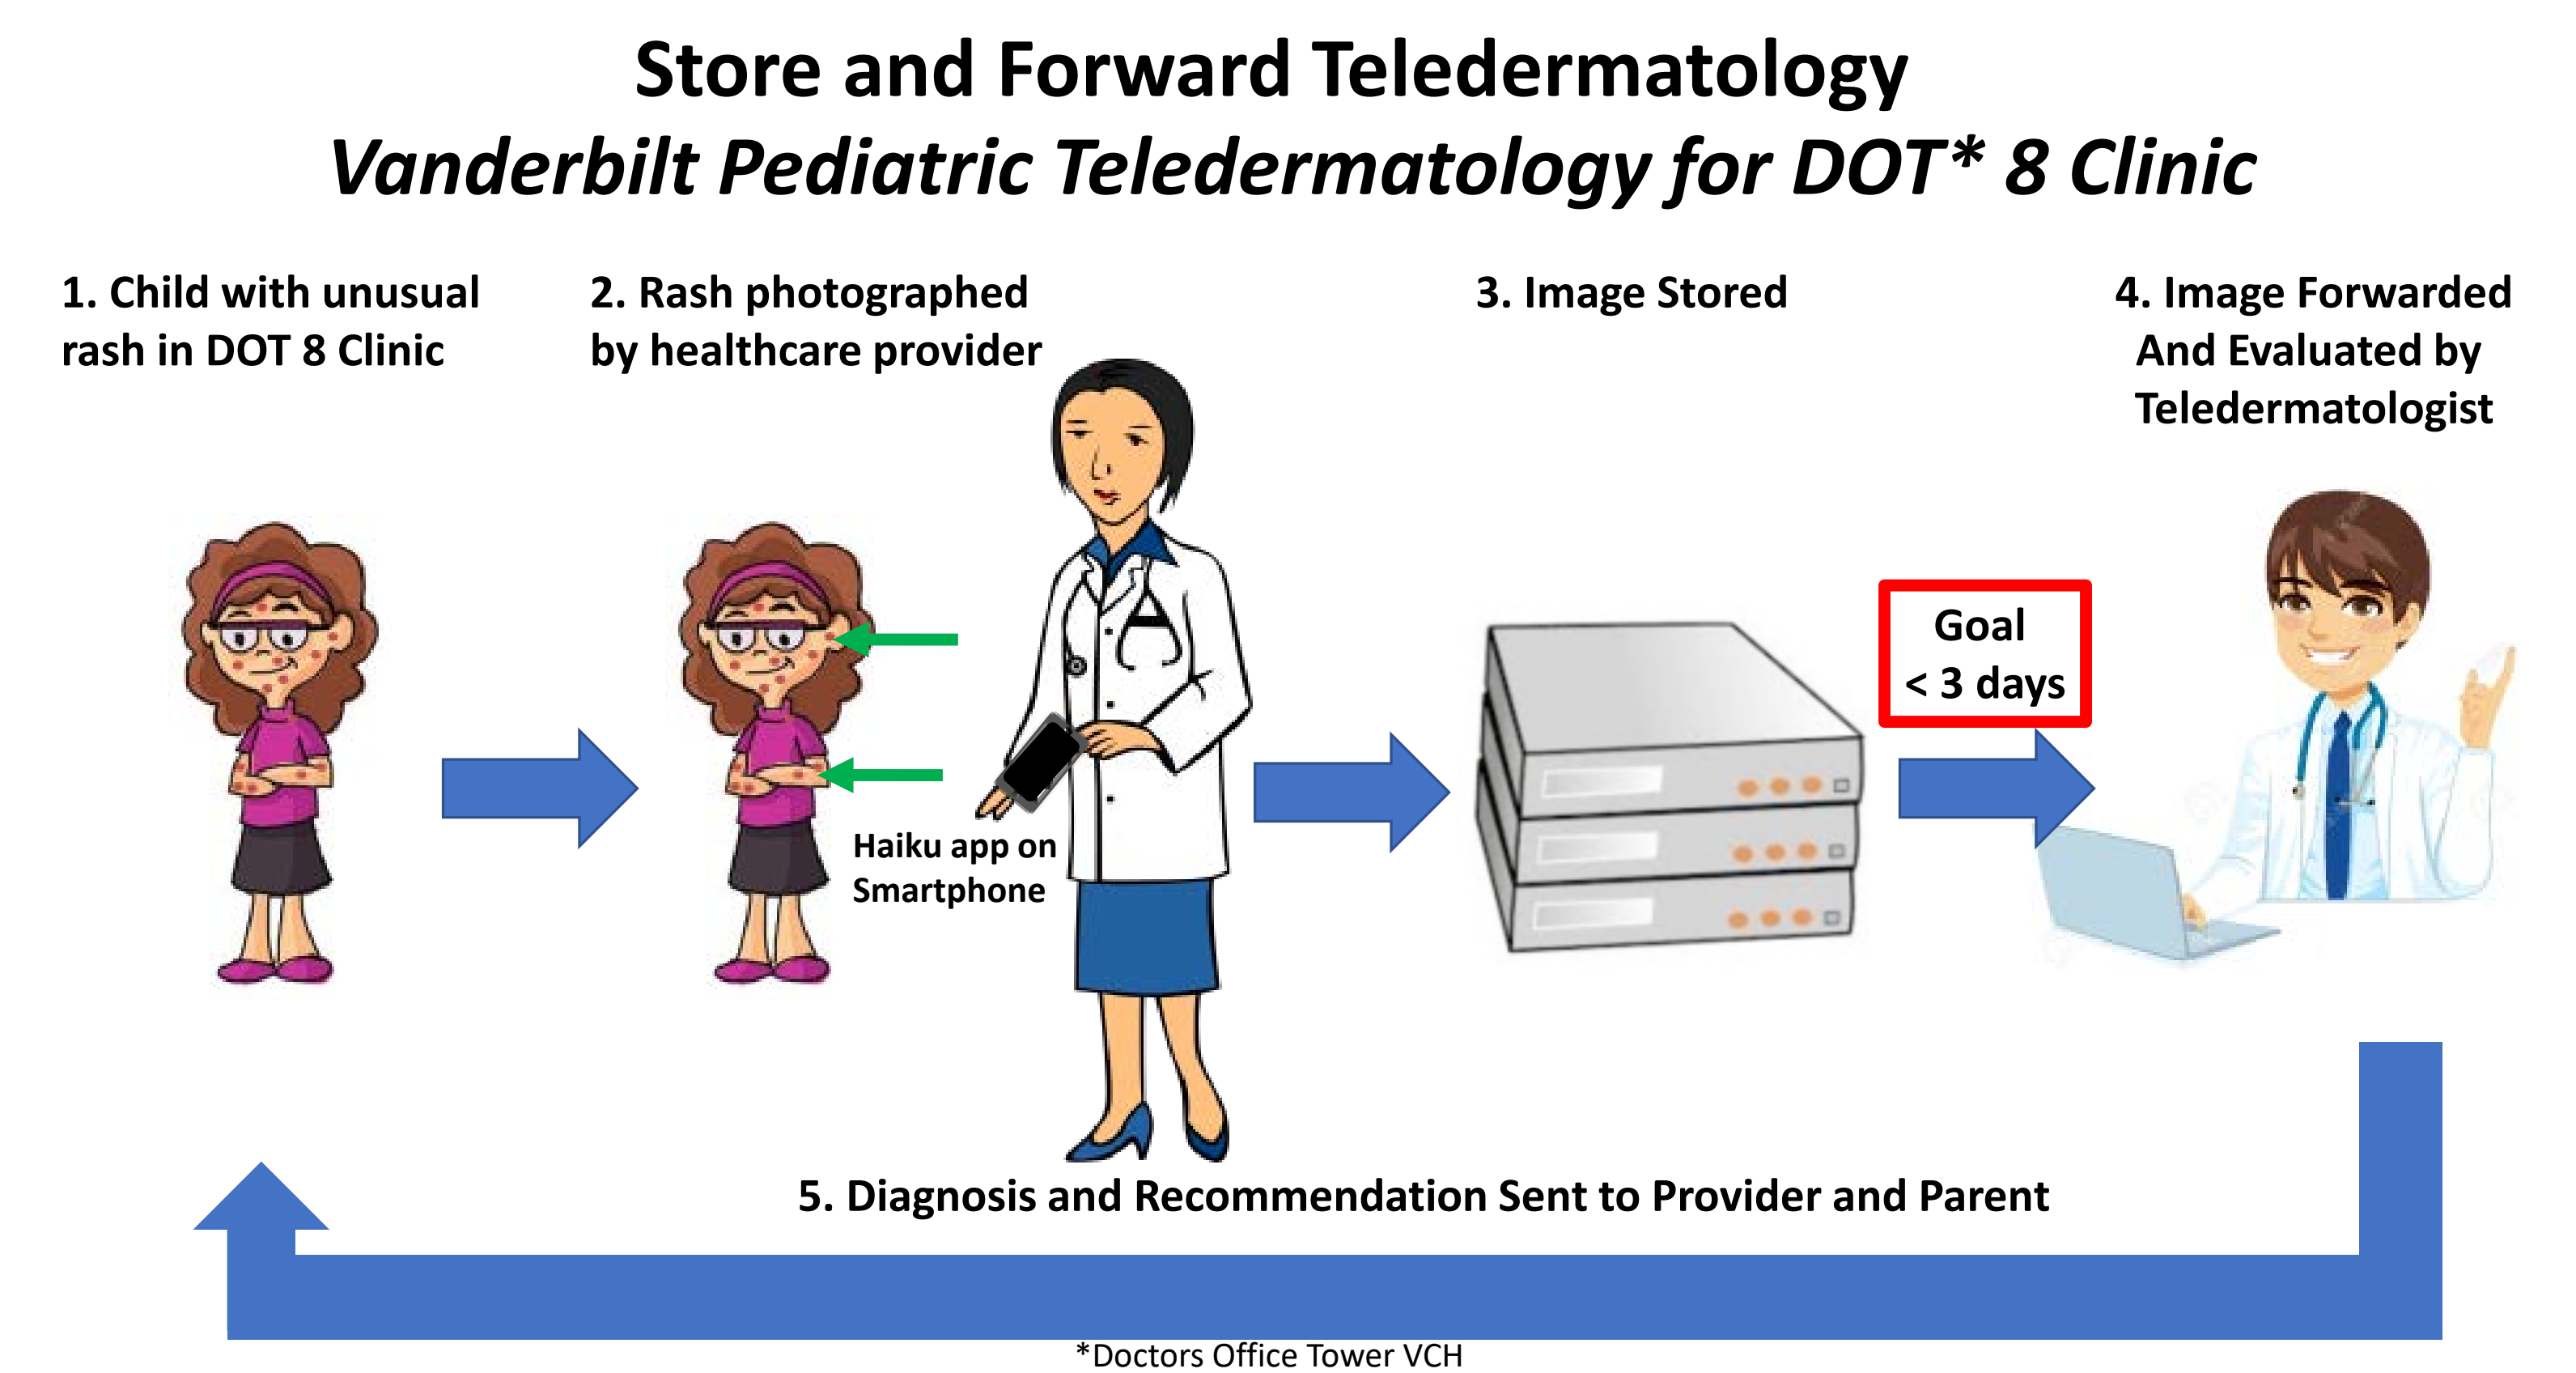 Store and Forward Teledermatology
Vanderbilt Pediatric Teledermatology for DOT* 8 Clinic
1. Child with unusual
rash in DOT 8 Clinic
2. Rash photographed
by healthcare provider
3. Image Stored
4. Image Forwarded
And Evaluated by
Teledermatologist
Goal
< 3 days
Haiku app on
Smartphone
5. Diagnosis and Recommendation Sent to Provider and Parent
*Doctors Office Tower VCH